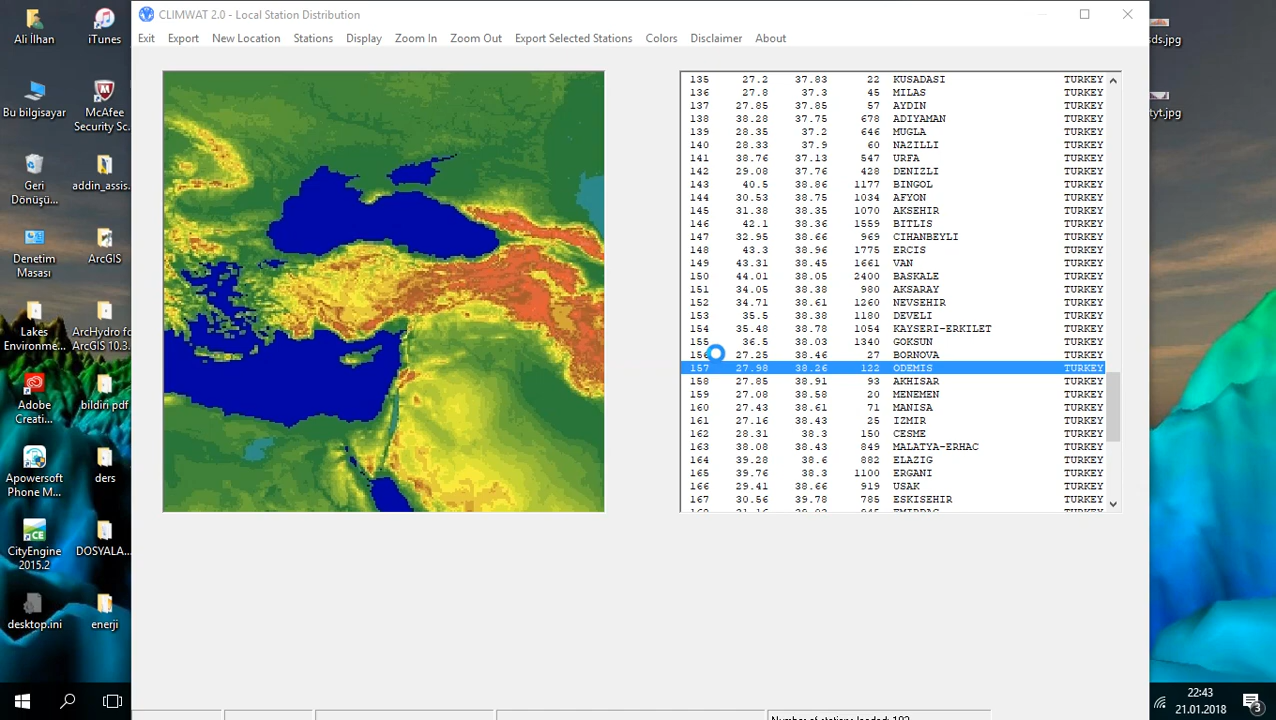 CLIMWAT 2.0 - Local Station Distribution
Exit Export New Location Stations Display Zoom In Zoom Out Export Selected Stations Colors Disclaimer About
Ali İlhan
iTunes
Bu bilgisayar
McAfee
Security Sc...
Geri
Dönüşü...
addin_assis...
Denetim
Masası
ArcGIS
Lakes
Environme...
ArcHydro for
ArcGIS 10.3...
Adobe
Creati...
bildiri pdf
Apowersoft
Phone M...
ders
CityEngine
2015.2
DOSYALA...
desktop.ini
enerji
135 27.2 37.83 22 KUSADASI TURKEY
136 27.8 37.3 45 MILAS TURKEY
137 27.85 37.85 57 AYDIN TURKEY
138 38.28 37.75 678 ADIYAMAN TURKEY
139 28.35 37.2 646 MUGLA TURKEY
140 28.33 37.9 60 NAZILLI TURKEY
141 38.76 37.13 547 URFA TURKEY
142 29.08 37.76 428 DENIZLI TURKEY
143 40.5 38.86 1177 BINGOL TURKEY
144 30.53 38.75 1034 AFYON TURKEY
145 31.38 38.35 1070 AKSEHIR TURKEY
146 42.1 38.36 1559 BITLIS TURKEY
147 32.95 38.66 969 CIHANBEYLI TURKEY
148 43.3 38.96 1775 ERCIS TURKEY
149 43.31 38.45 1661 VAN TURKEY
150 44.01 38.05 2400 BASKALE TURKEY
151 34.05 38.38 980 AKSARAY TURKEY
152 34.71 38.61 1260 NEVSEHIR TURKEY
153 35.5 38.38 1180 DEVELI TURKEY
154 35.48 38.78 1054 KAYSERI-ERKILET TURKEY
155 36.5 38.03 1340 GOKSUN TURKEY
156 27.25 38.46 27 BORNOVA TURKEY
157 27.98 38.26 122 ODEMIS TURKEY
158 27.85 38.91 93 AKHISAR TURKEY
159 27.08 38.58 20 MENEMEN TURKEY
160 27.43 38.61 71 MANISA TURKEY
161 27.16 38.43 25 IZMIR TURKEY
162 28.31 38.3 150 CESME TURKEY
163 38.08 38.43 849 MALATYA-ERHAC TURKEY
164 39.28 38.6 882 ELAZIG TURKEY
165 39.76 38.3 1100 ERGANI TURKEY
166 29.41 38.66 919 USAK TURKEY
167 30.56 39.78 785 ESKISEHIR TURKEY
sds.jpg
tyt.jpg
22:43
21.01.2018
3